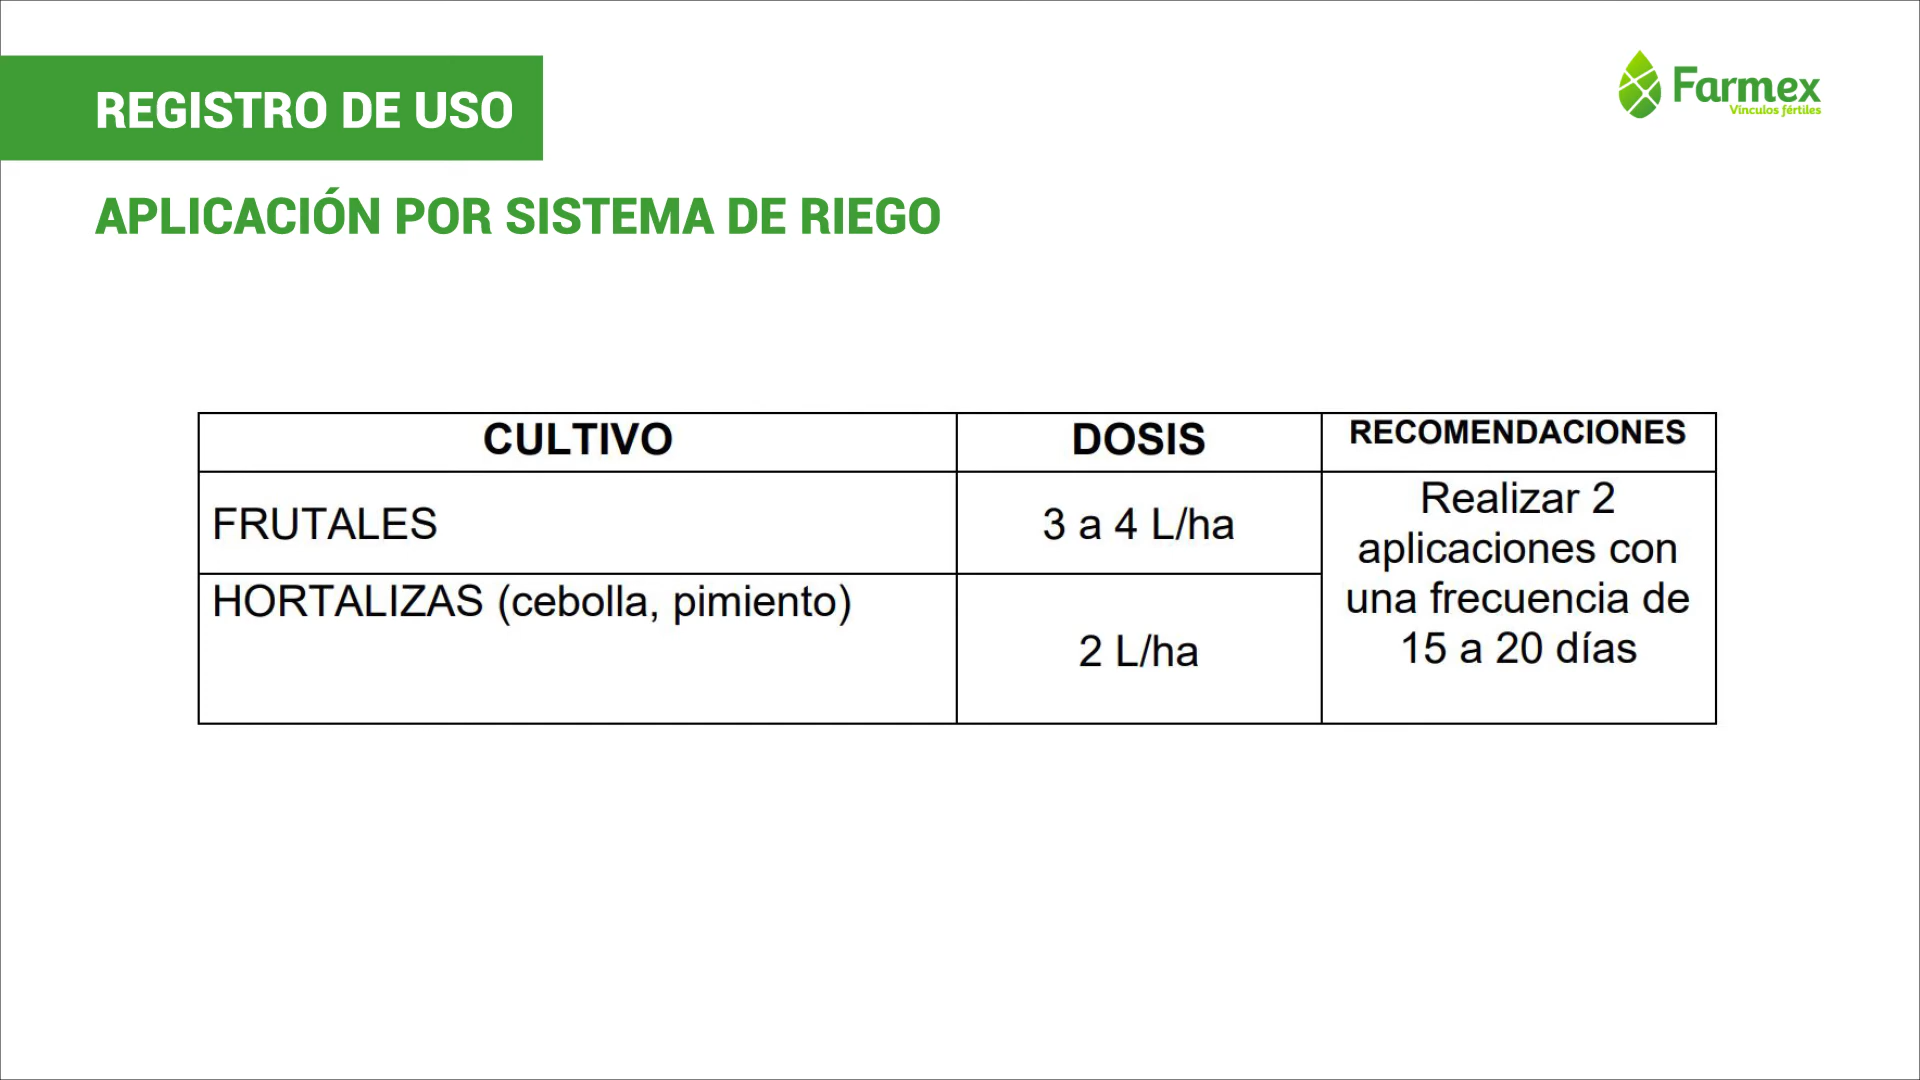 REGISTRO DE USO
Farmex
Vínculos fértiles
APLICACIÓN POR SISTEMA DE RIEGO
CULTIVO
DOSIS
RECOMENDACIONES
FRUTALES
3 a 4 L/ha
Realizar 2
aplicaciones con
una frecuencia de
15 a 20 días
HORTALIZAS (cebolla, pimiento)
2 L/ha